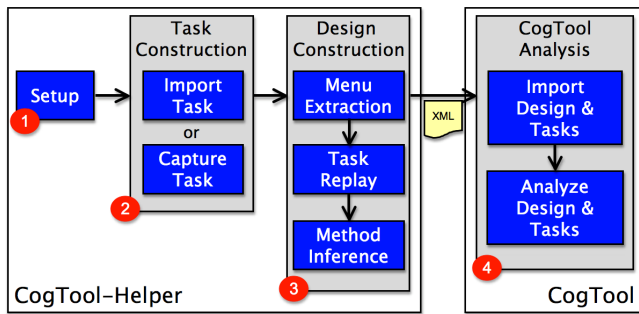 Setup
1
Task
Construction
Import
Task
or
Capture
Task
2
Design
Construction
Menu
Extraction
Task
Replay
Method
Inference
3
CogTool-Helper
XML
CogTool
Analysis
Import
Design &
Tasks
Analyze
Design &
Tasks
4
CogTool